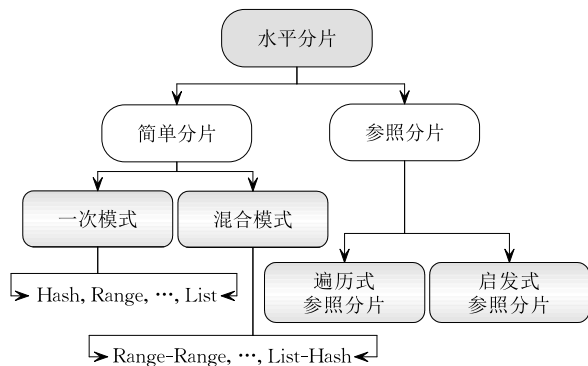 水平分片
简单分片
参照分片
一次模式
混合模式
Hash, Range, …, List
遍历式
参照分片
启发式
参照分片
Range-Range, …, List-Hash